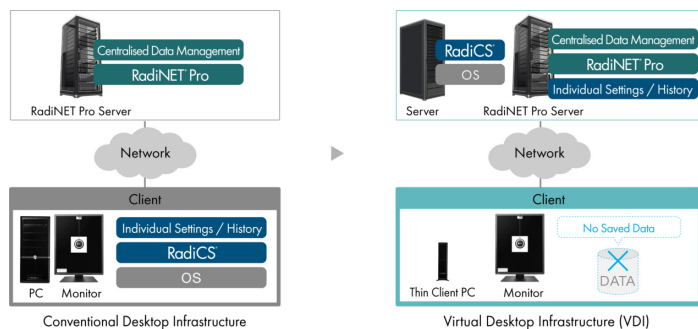 Centralised Data Management
RadiNET Pro
RadiNET Pro Server
Network
Client
Individual Settings / History
RadiCS
OS
PC
Monitor
Conventional Desktop Infrastructure
RadiCS
OS
Server
Centralised Data Management
RadiNET Pro
Individual Settings / History
RadiNET Pro Server
Network
Client
Thin Client PC
Monitor
No Saved Data
DATA
Virtual Desktop Infrastructure (VDI)